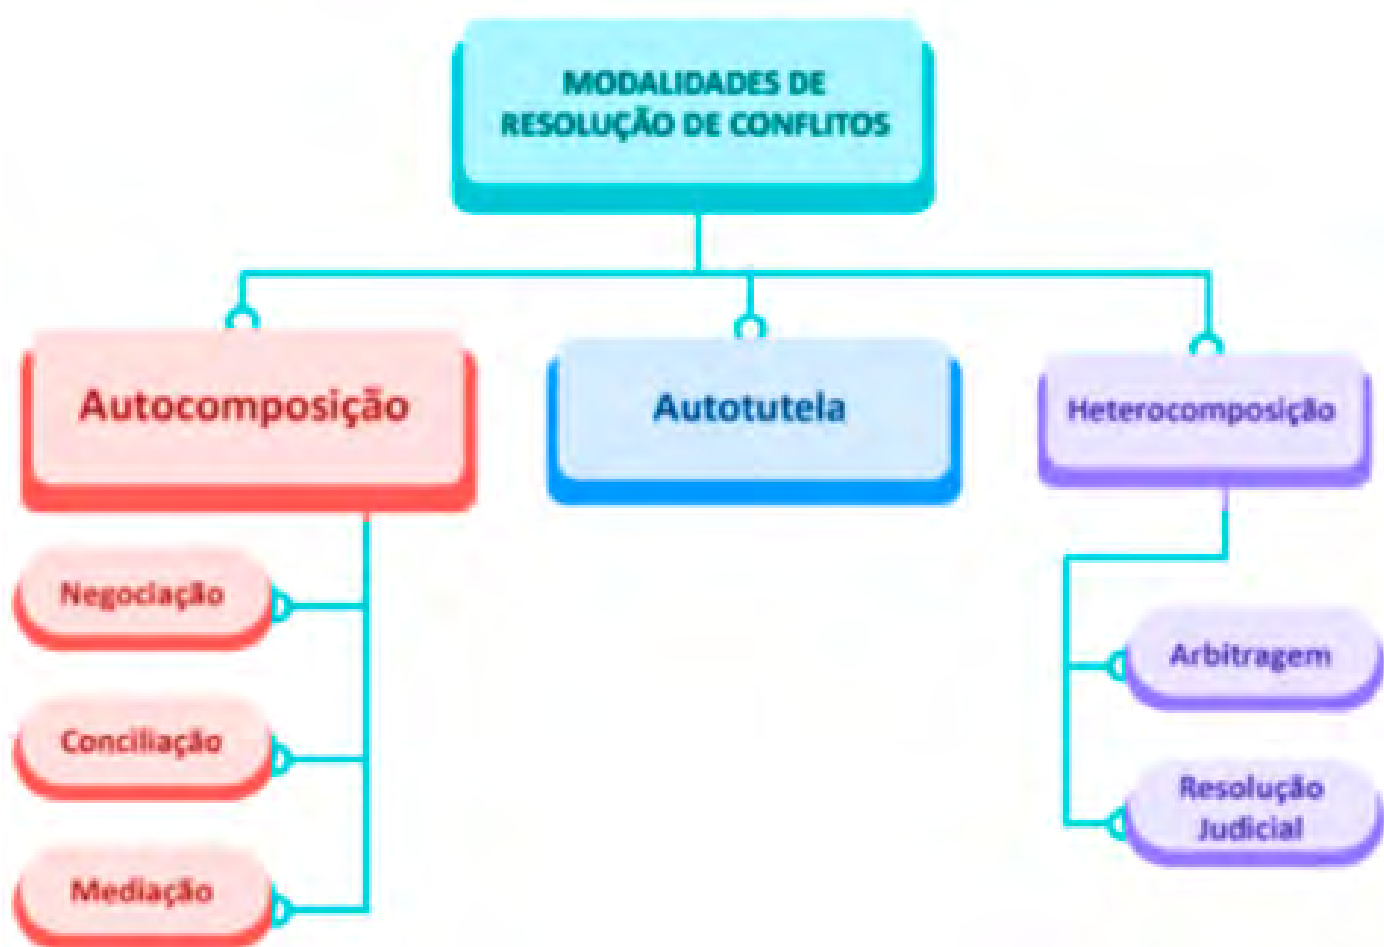 MODALIDADES DE
RESOLUÇÃO DE CONFLITOS
Autocomposição
Autotutela
Heterocomposição
Negociação
Conciliação
Mediação
Arbitragem
Resolução
Judicial